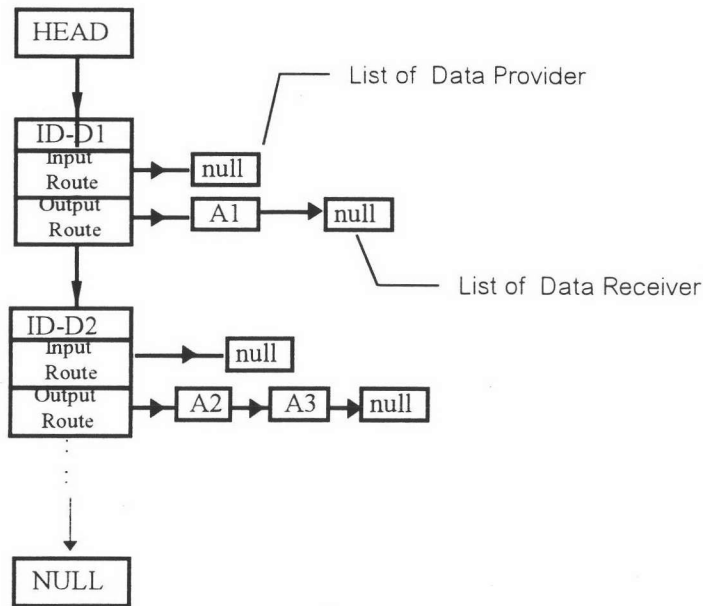 HEAD
List of Data Provider
ID-D1
Input
Route
null
Output
Route
A1
null
List of Data Receiver
ID-D2
Input
Route
null
Output
Route
A2
A3
null
NULL